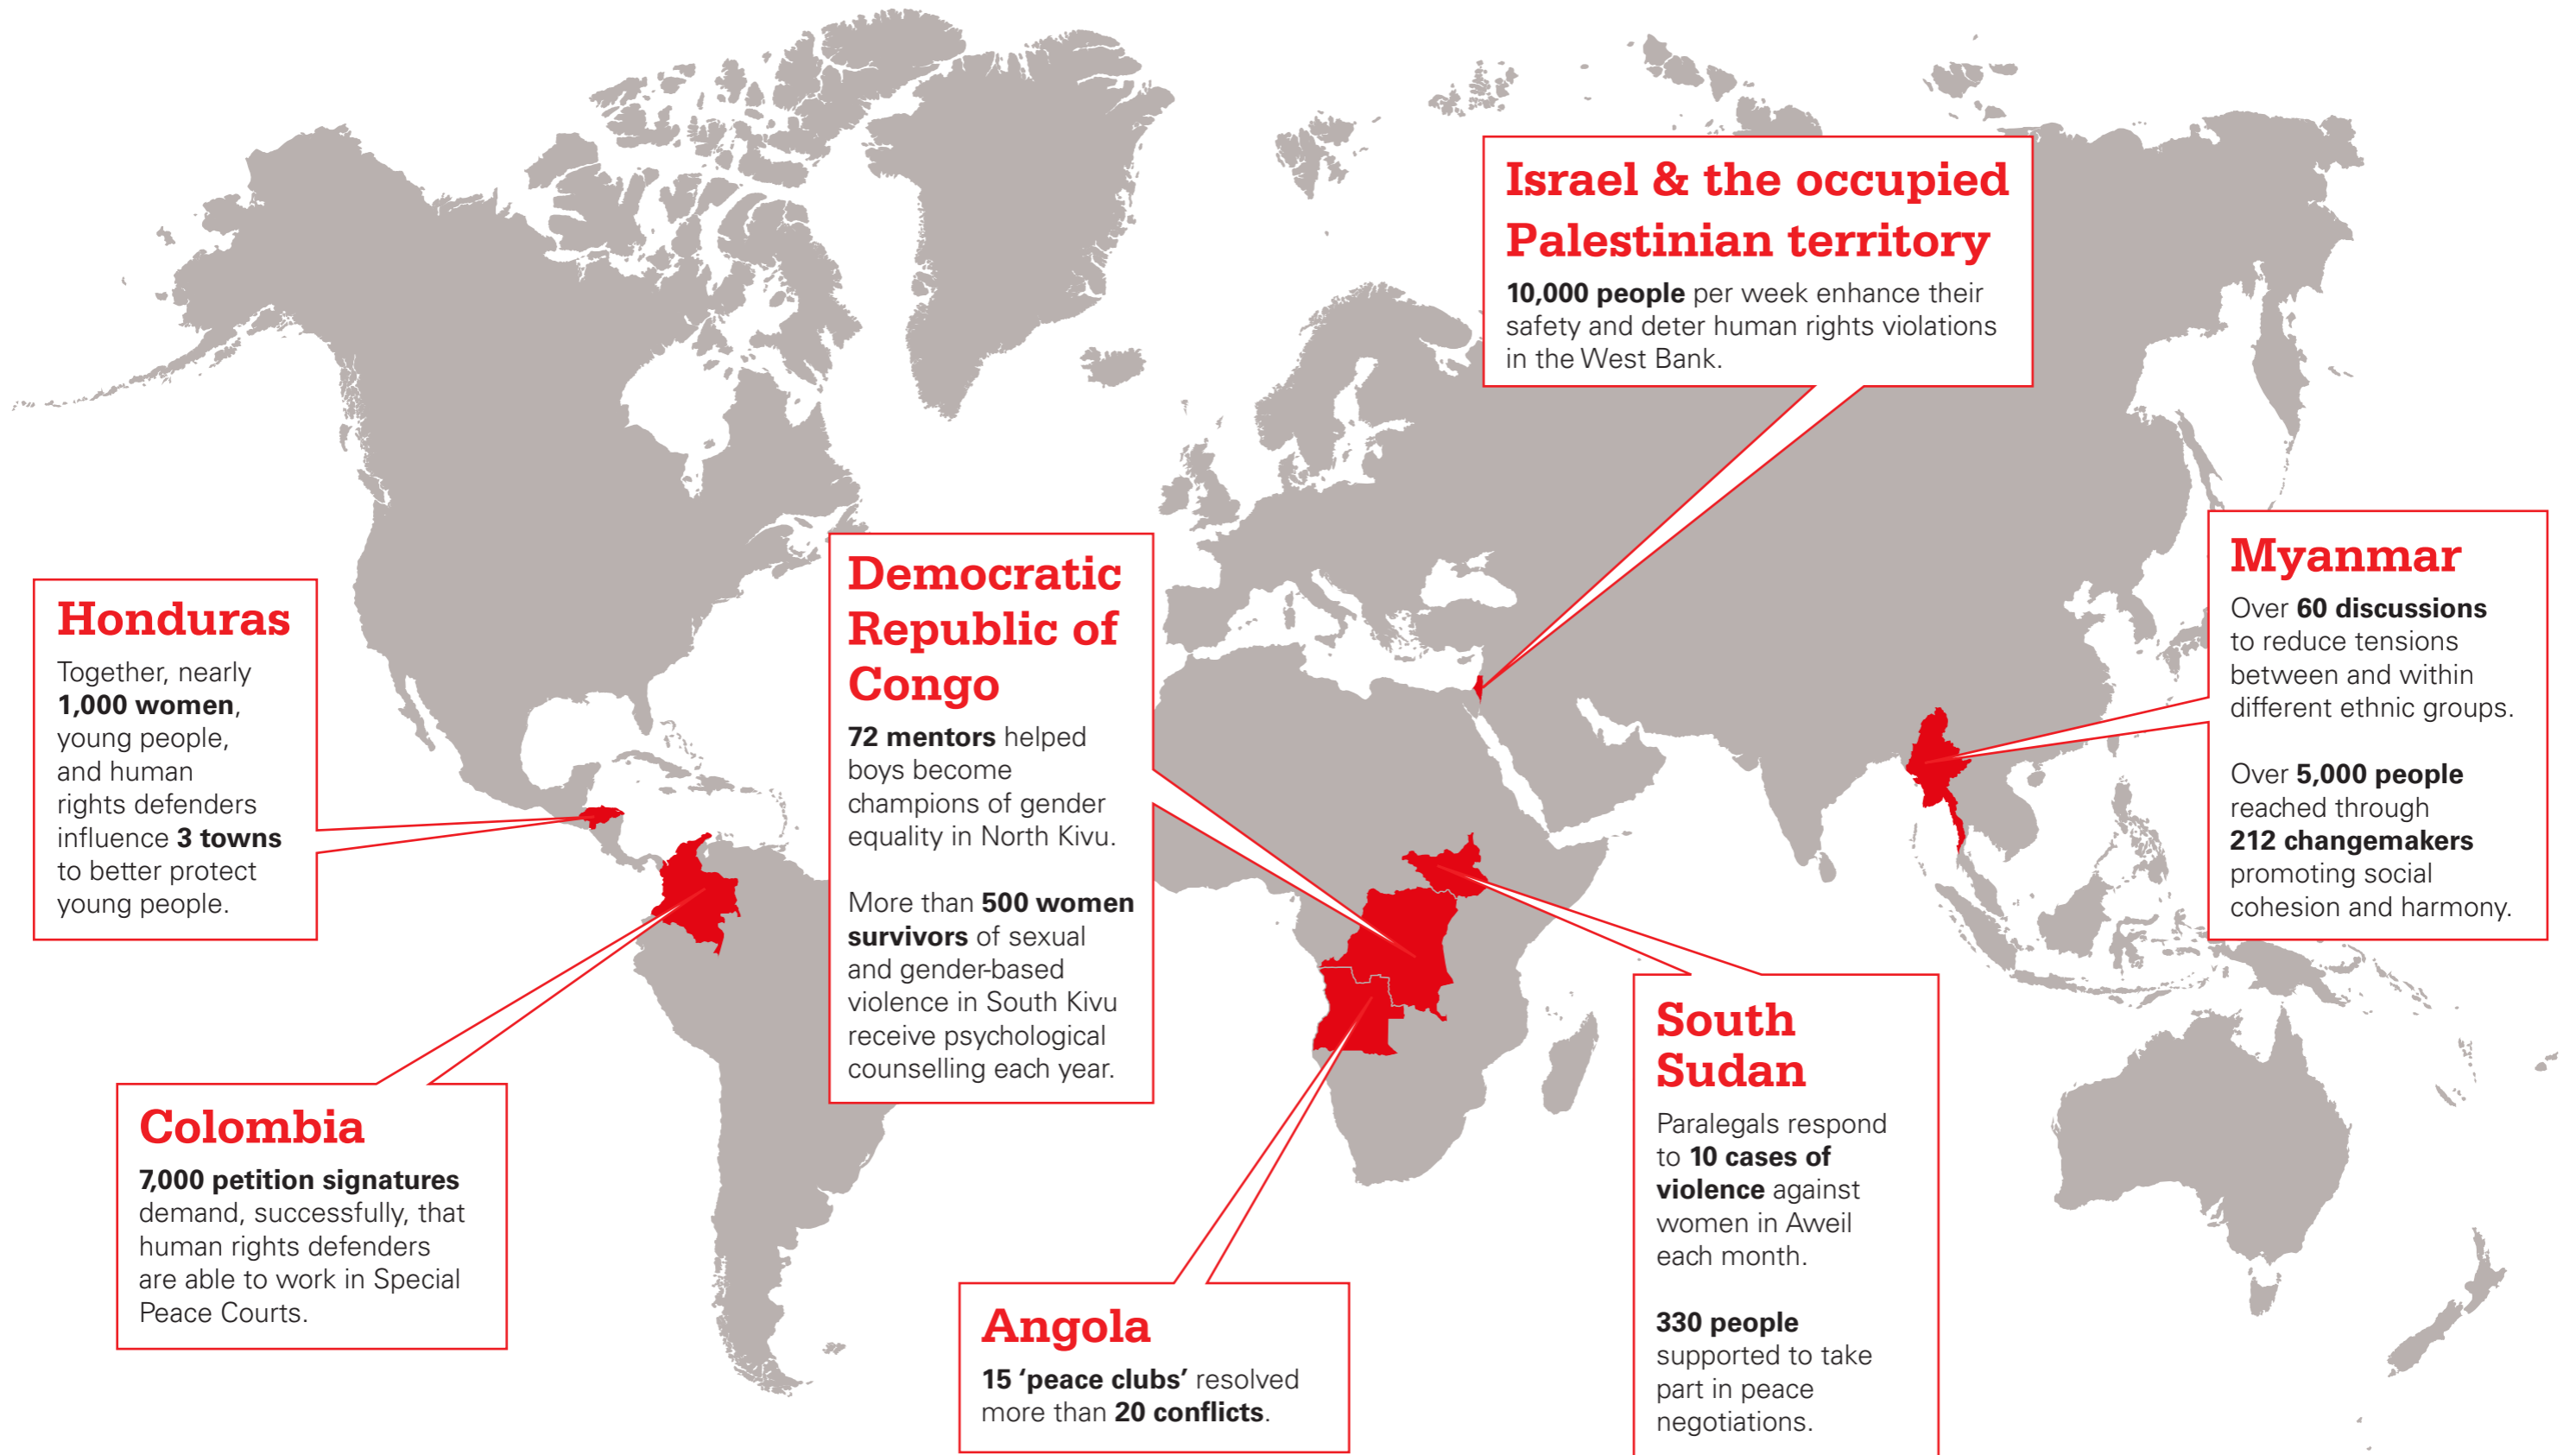 Israel & the occupied
Palestinian territory
10,000 people per week enhance their
safety and deter human rights violations
in the West Bank.
Honduras
Together, nearly
1,000 women,
young people,
and human
rights defenders
influence 3 towns
to better protect
young people.
Democratic
Republic of
Congo
72 mentors helped
boys become
champions of gender
equality in North Kivu.
More than 500 women
survivors of sexual
and gender-based
violence in South Kivu
receive psychological
counselling each year.
Myanmar
Over 60 discussions
to reduce tensions
between and within
different ethnic groups.
Over 5,000 people
reached through
212 changemakers
promoting social
cohesion and harmony.
Colombia
7,000 petition signatures
demand, successfully, that
human rights defenders
are able to work in Special
Peace Courts.
Angola
15 ‘peace clubs’ resolved
more than 20 conflicts.
South
Sudan
Paralegals respond
to 10 cases of
violence against
women in Aweil
each month.
330 people
supported to take
part in peace
negotiations.